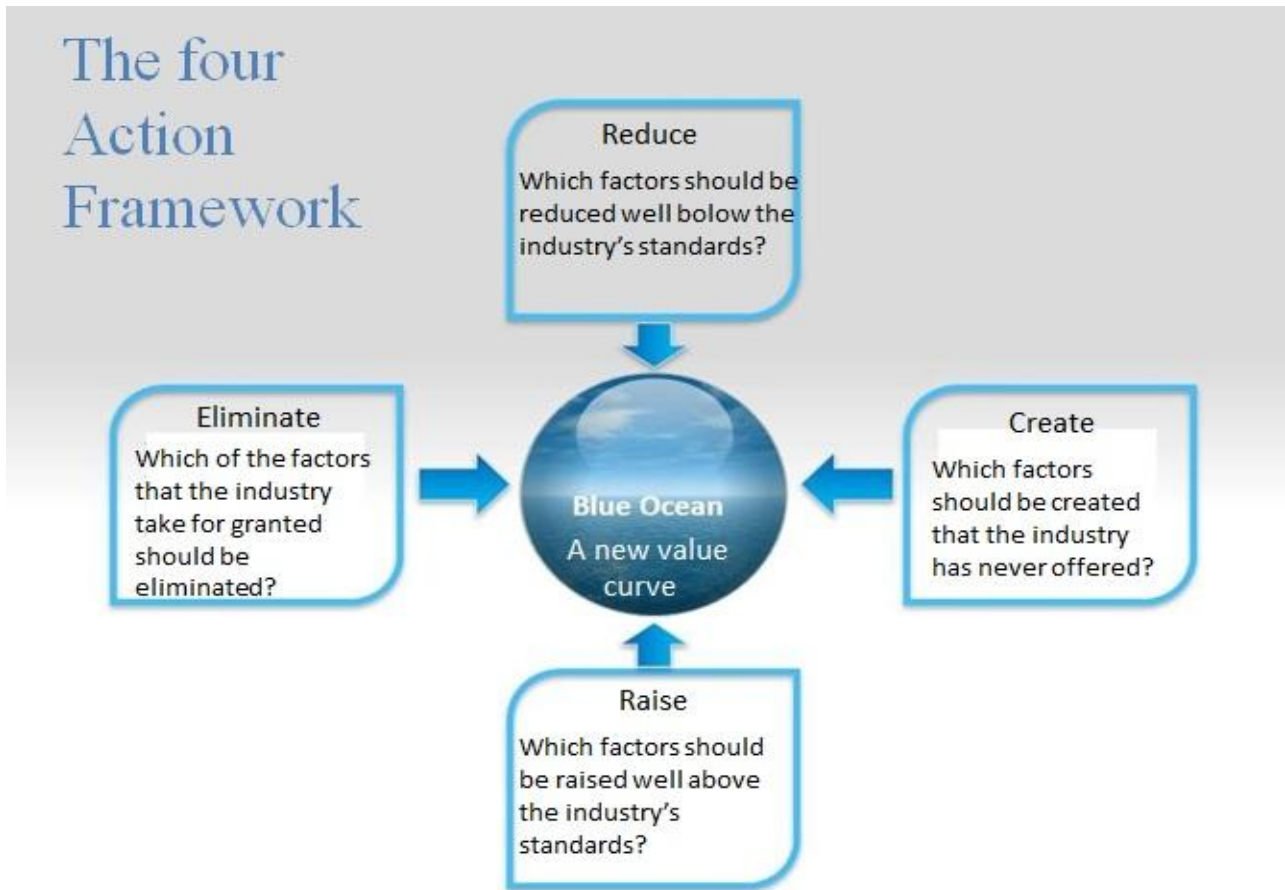 The four
Action
Framework
Reduce
Which factors should be
reduced well bolow the
industry’s standards?
Eliminate
Which of the factors
that the industry
take for granted
should be
eliminated?
Blue Ocean
A new value
curve
Create
Which factors
should be created
that the industry
has never offered?
Raise
Which factors should
be raised well above
the industry’s
standards?